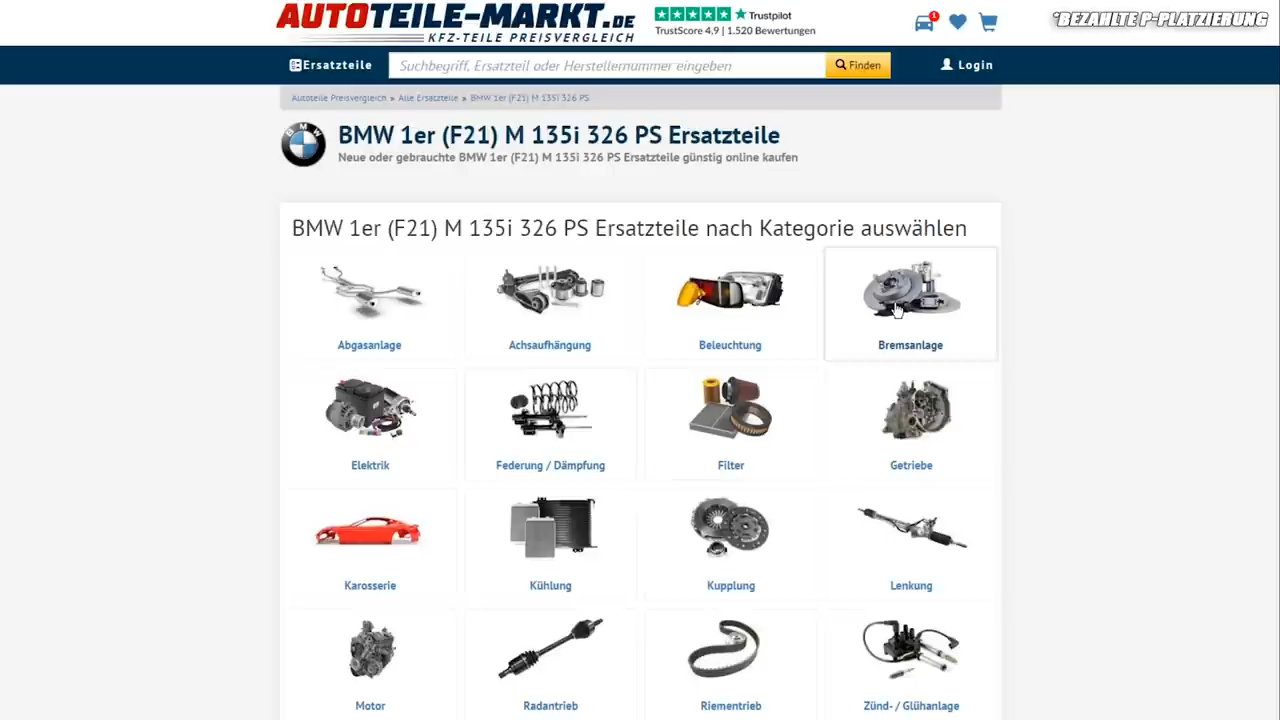 AUTOTEILE-MARKT.DE
KFZ-TEILE PREISVERGLEICH
Trustpilot
TrustScore 4,9 | 1.520 Bewertungen
1
*BEZAHLTE P-PLATZIERUNG
Ersatzteile
Suchbegriff, Ersatzteil oder Herstellernummer eingeben
Finden
Login
Autoteile Preisvergleich » Alle Ersatzteile » BMW 1er (F21) M 135i 326 PS
BMW
BMW 1er (F21) M 135i 326 PS Ersatzteile
Neue oder gebrauchte BMW 1er (F21) M 135i 326 PS Ersatzteile günstig online kaufen
BMW 1er (F21) M 135i 326 PS Ersatzteile nach Kategorie auswählen
Abgasanlage
Achsaufhängung
Beleuchtung
Bremsanlage
Elektrik
Federung / Dämpfung
Filter
Getriebe
Karosserie
Kühlung
Kupplung
Lenkung
Motor
Radantrieb
Riementrieb
Zünd- / Glühanlage